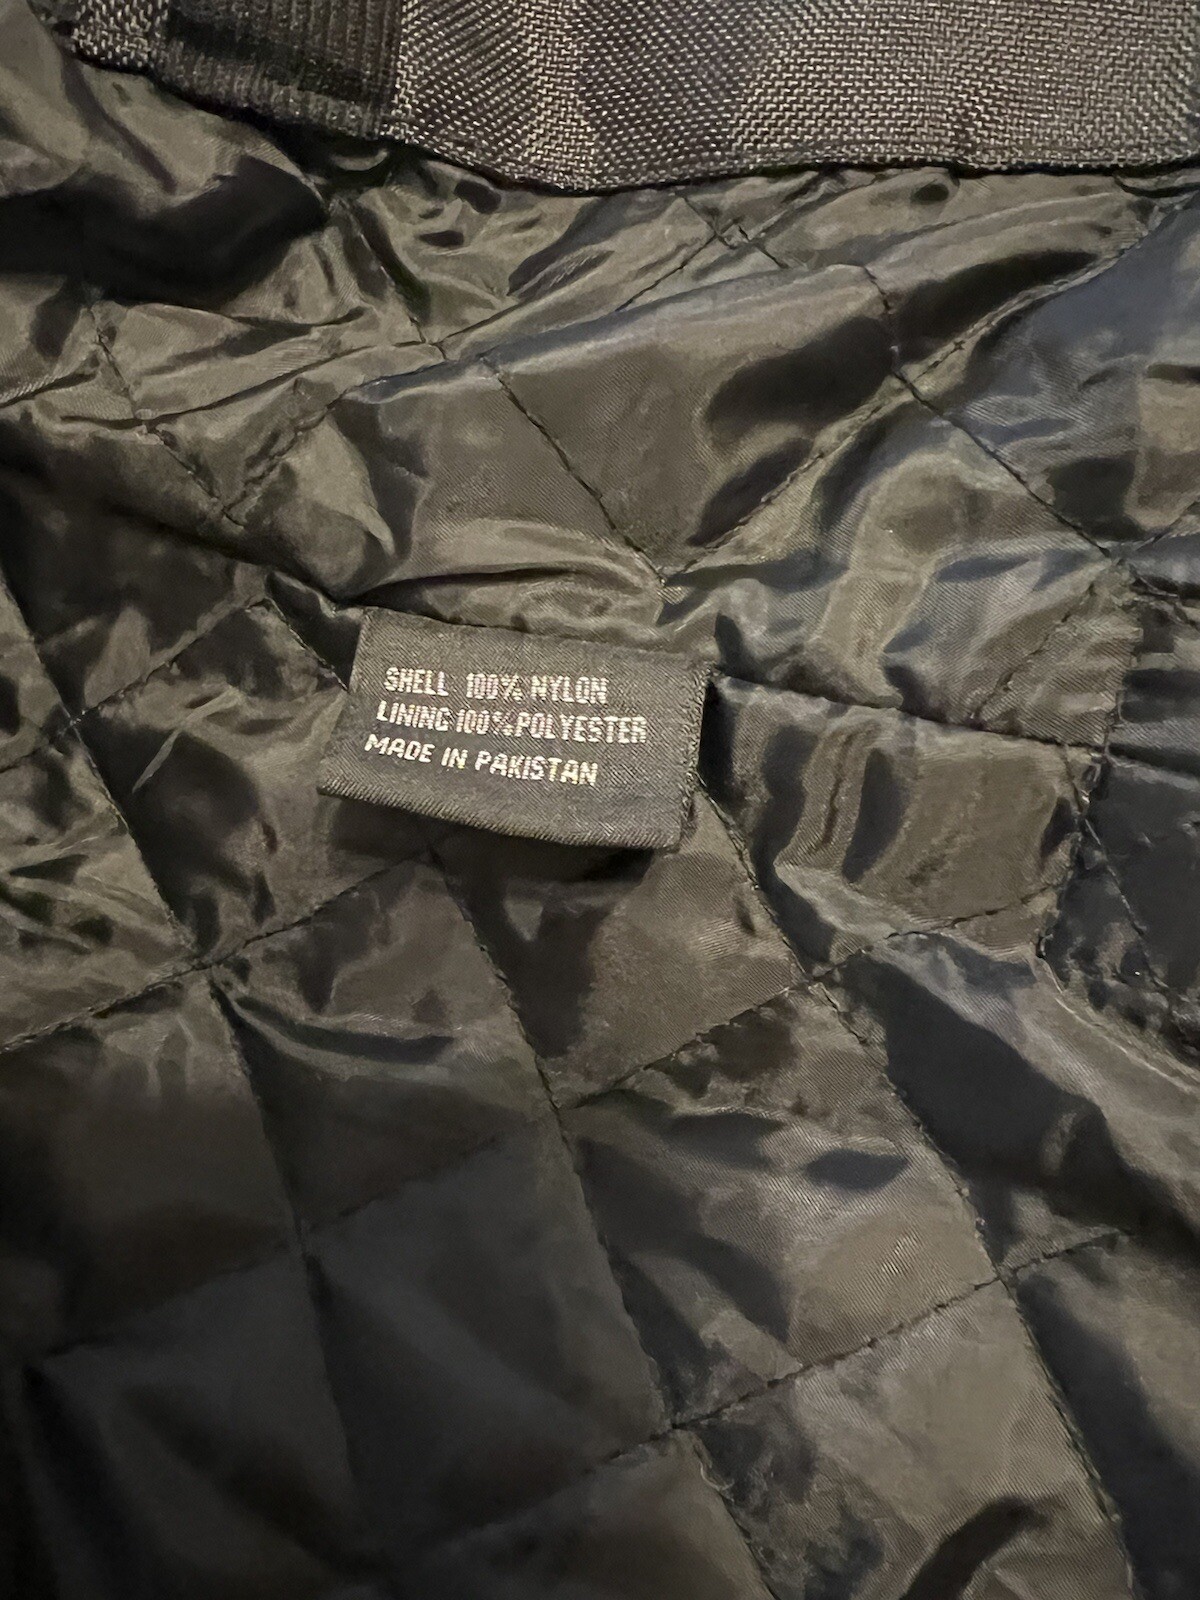 SHELL 100% NYLON
LINING 100% POLYESTER
MADE IN PAKISTAN